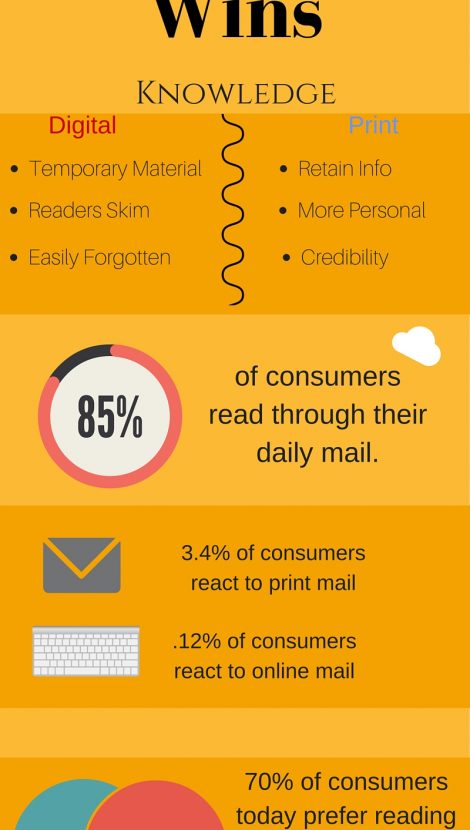 Wins
Knowledge
Digital
Print
• Temporary Material
• Retain Info
• Readers Skim
• More Personal
• Easily Forgotten
• Credibility
85%
of consumers
read through their
daily mail.
3.4% of consumers
react to print mail
.12% of consumers
react to online mail
70% of consumers
today prefer reading